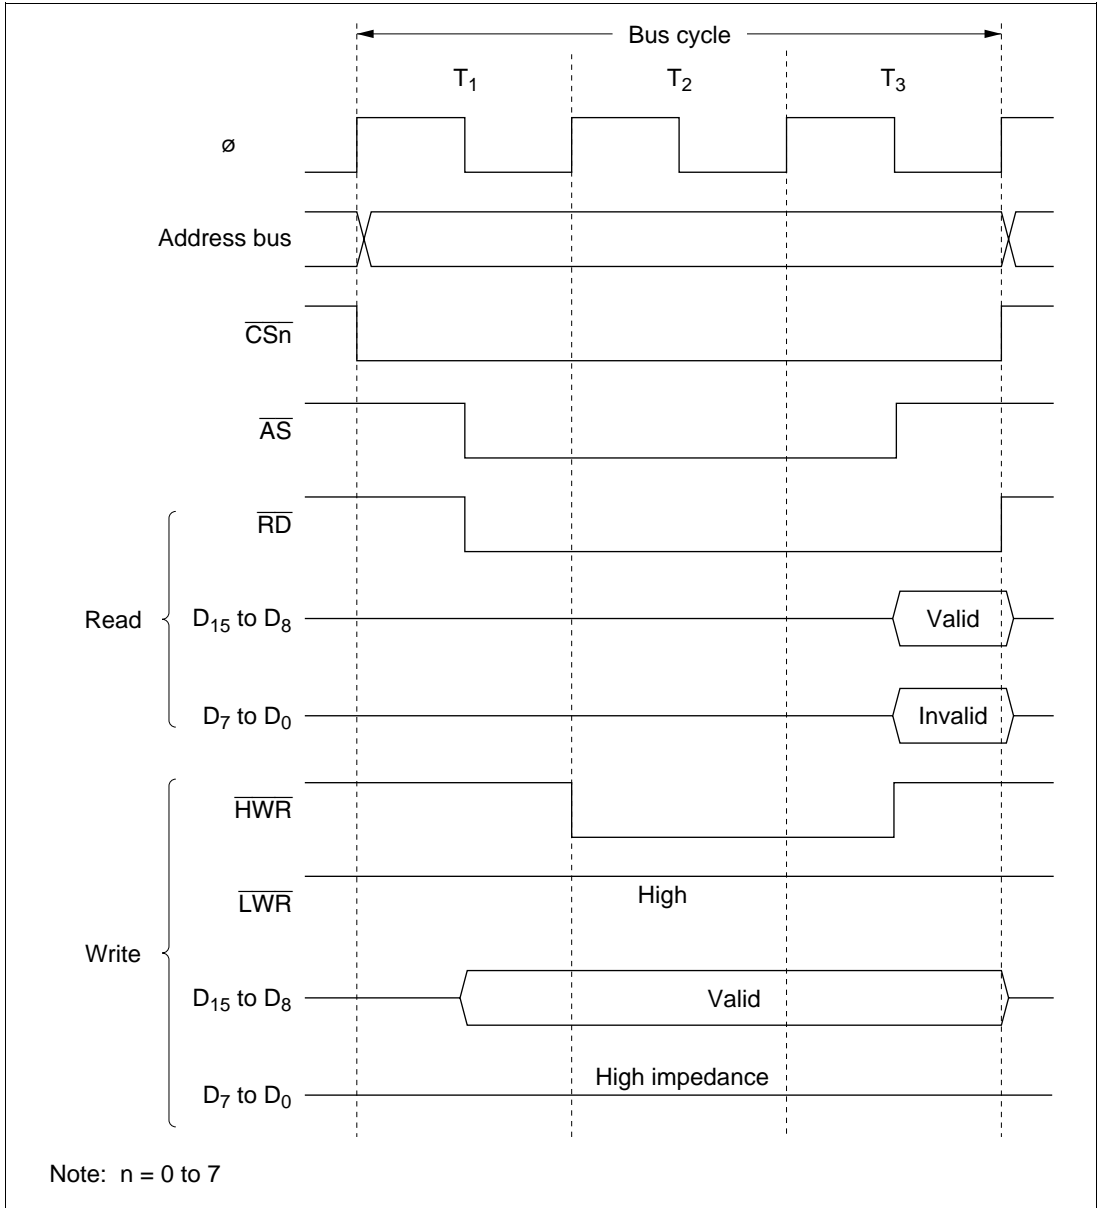 Bus cycle
T1 T2 T3
ø
Address bus
CSn
AS
RD
Read D15 to D8 Valid
D7 to D0 Invalid
HWR
LWR High
Write
D15 to D8 Valid
D7 to D0 High impedance
Note: n = 0 to 7